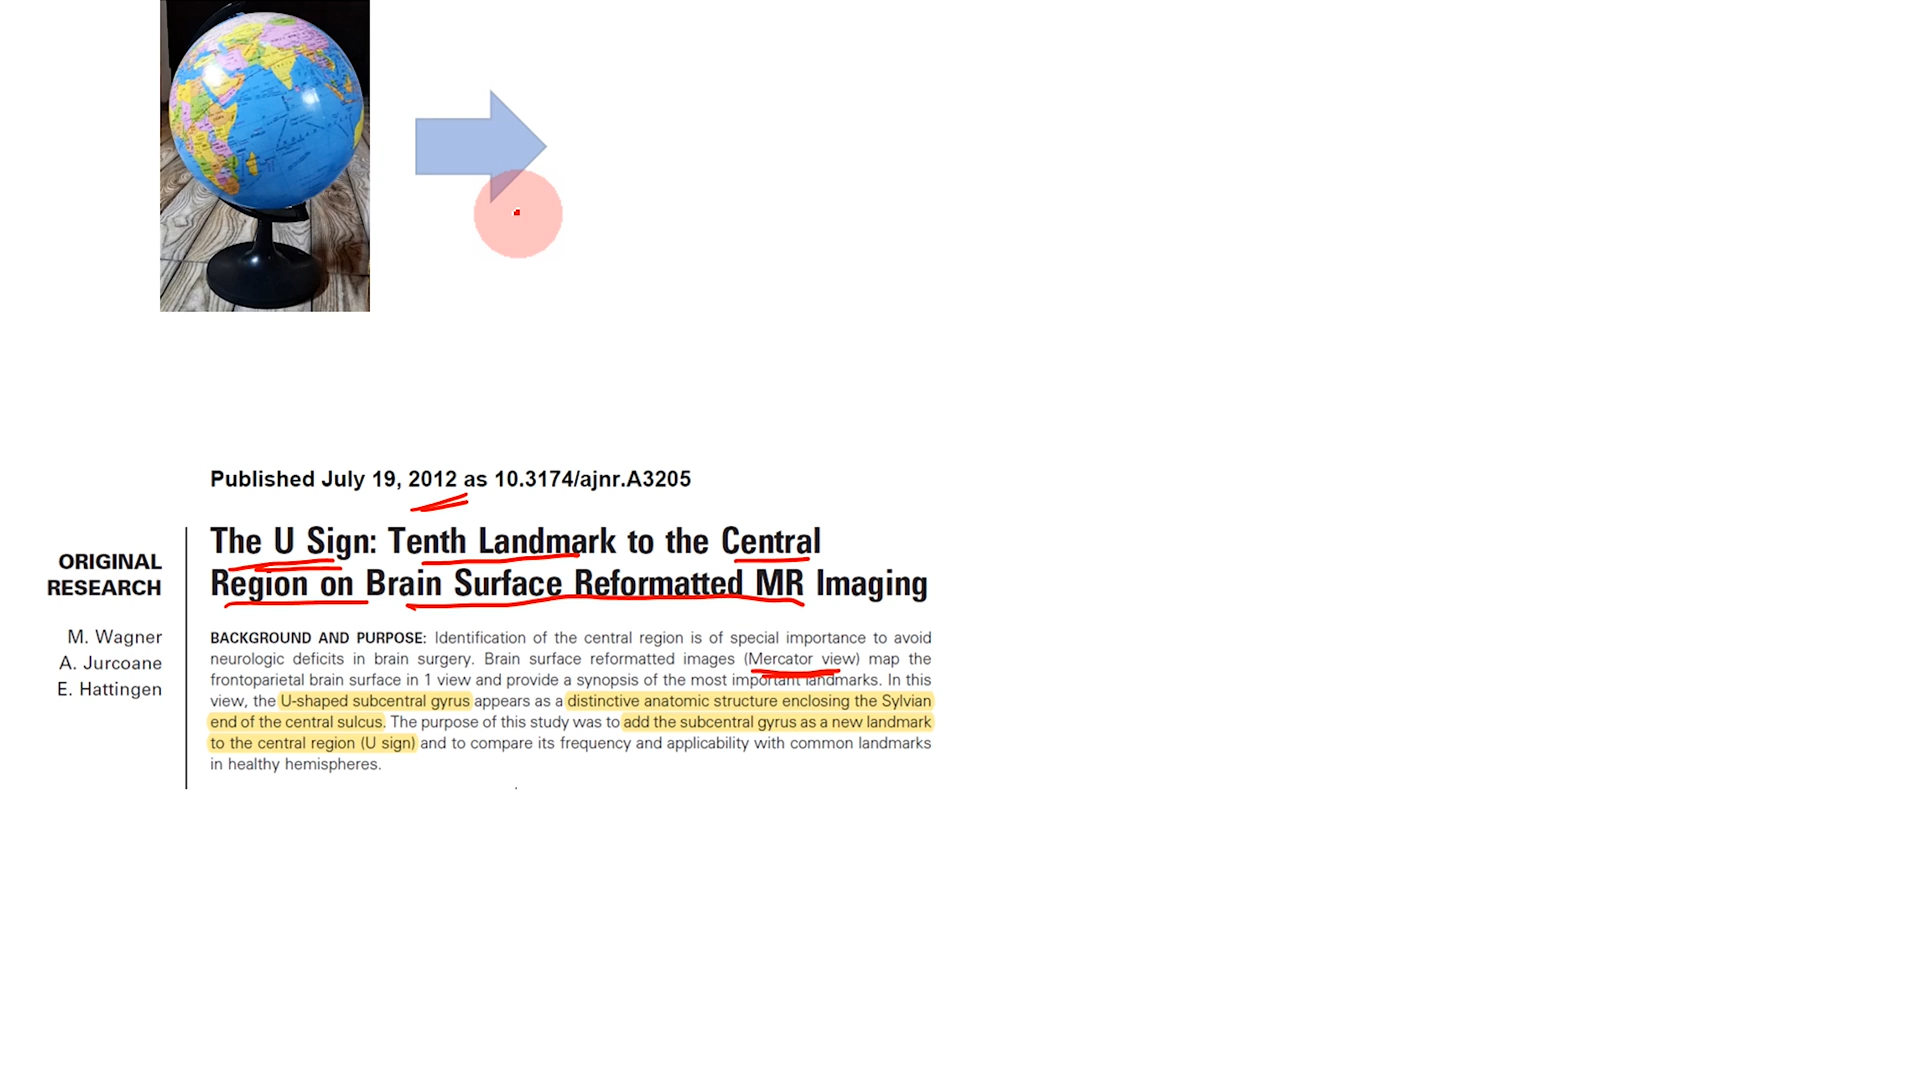 Published July 19, 2012 as 10.3174/ajnr.A3205
ORIGINAL
RESEARCH
M. Wagner
A. Jurcoane
E. Hattingen
The U Sign: Tenth Landmark to the Central
Region on Brain Surface Reformatted MR Imaging
BACKGROUND AND PURPOSE: Identification of the central region is of special importance to avoid
neurologic deficits in brain surgery. Brain surface reformatted images (Mercator view) map the
frontoparietal brain surface in 1 view and provide a synopsis of the most important landmarks. In this
view, the U-shaped subcentral gyrus appears as a distinctive anatomic structure enclosing the Sylvian
end of the central sulcus. The purpose of this study was to add the subcentral gyrus as a new landmark
to the central region (U sign) and to compare its frequency and applicability with common landmarks
in healthy hemispheres.